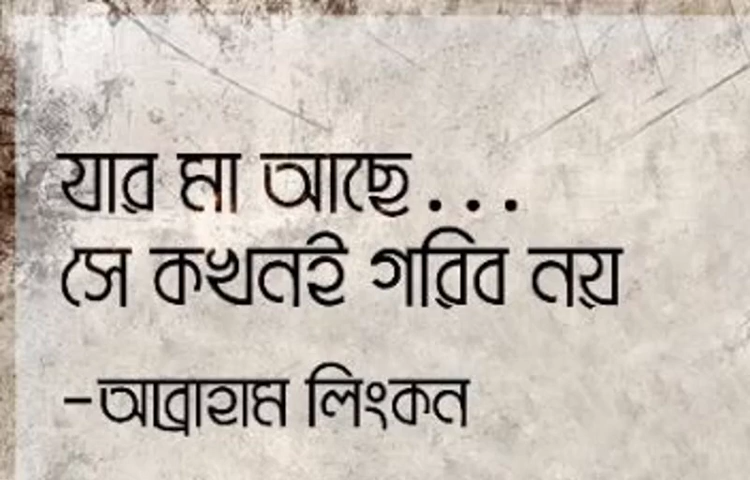 যার মা আছে...
সে কখনই গরিব নয়
-আব্রাহাম লিংকন